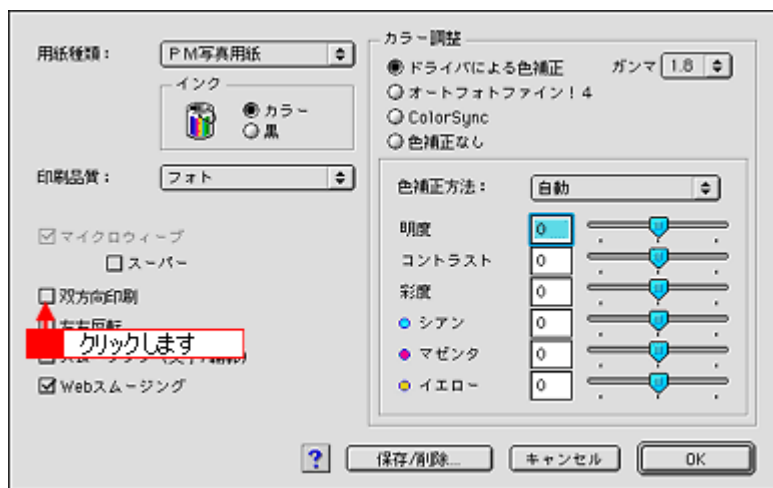 用紙種類：
PM写真用紙
インク
カラー
黒
印刷品質：
フォト
マイクロウィーブ
スーパー
双方向印刷
左右反転
クリックします
Webスムージング
カラー調整
ドライバによる色補正
ガンマ 1.8
オートフォトファイン！4
ColorSync
色補正なし
色補正方法：
自動
明度 0
コントラスト 0
彩度 0
シアン 0
マゼンタ 0
イエロー 0
?
保存/削除...
キャンセル
OK